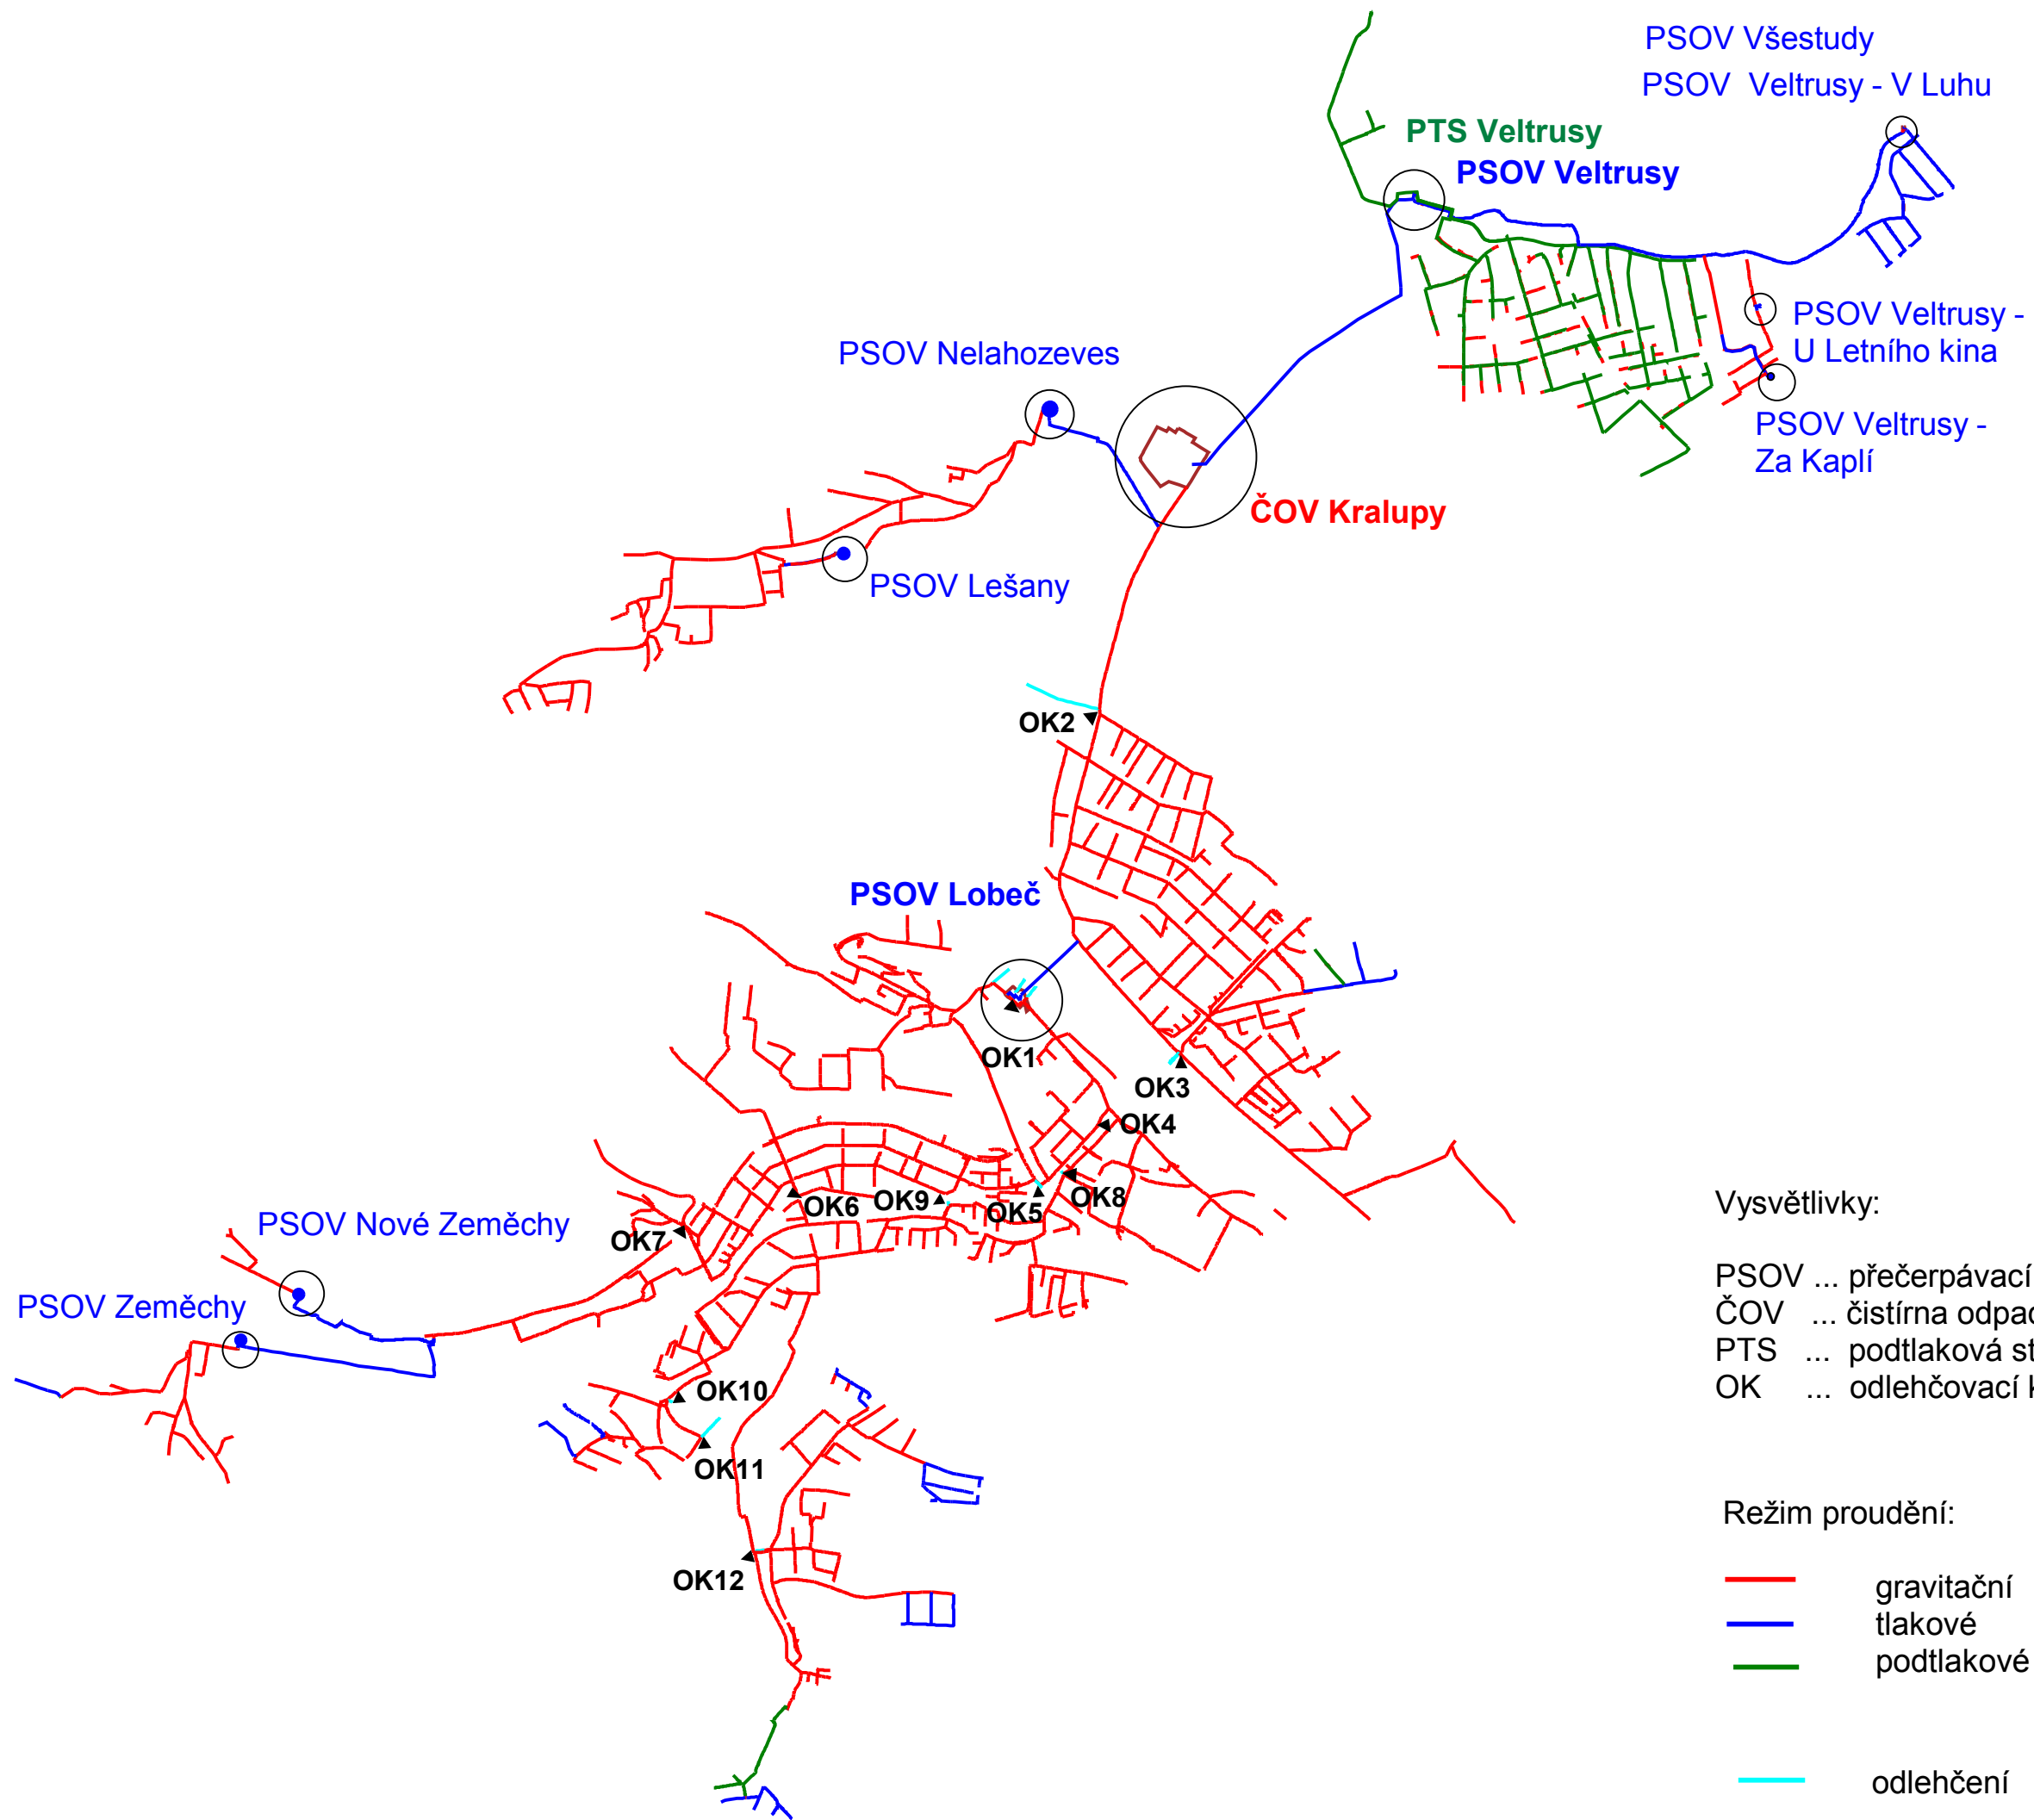 PSOV Všestudy
PSOV Veltrusy - V Luhu
PTS Veltrusy
PSOV Veltrusy
PSOV Veltrusy -
U Letního kina
PSOV Nelahozeves
PSOV Veltrusy -
Za Kaplí
ČOV Kralupy
PSOV Lešany
OK2
PSOV Lobeč
OK1
OK3
OK4
OK8
OK9
OK6
OK5
PSOV Nové Zeměchy
OK7
PSOV Zeměchy
OK10
OK11
OK12
Vysvětlivky:
PSOV ... přečerpávací
ČOV ... čistírna odpa
PTS ... podtlaková st
OK ... odlehčovací
Režim proudění:
gravitační
tlakové
podtlakové
odlehčení